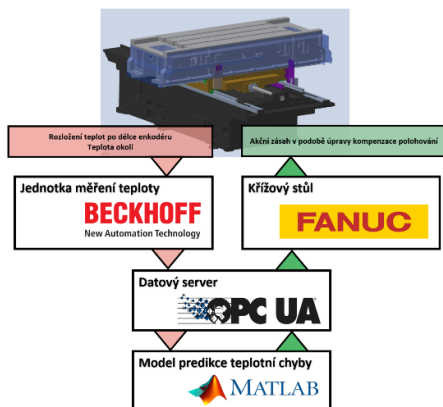 Rozložení teplot po délce enkodéru
Teplota okolí
Akční zásah v podobě úpravy kompenzace polohování
Jednotka měření teploty
BECKHOFF
New Automation Technology
Křížový stůl
FANUC
Datový server
OPC UA
Model predikce teplotní chyby
MATLAB